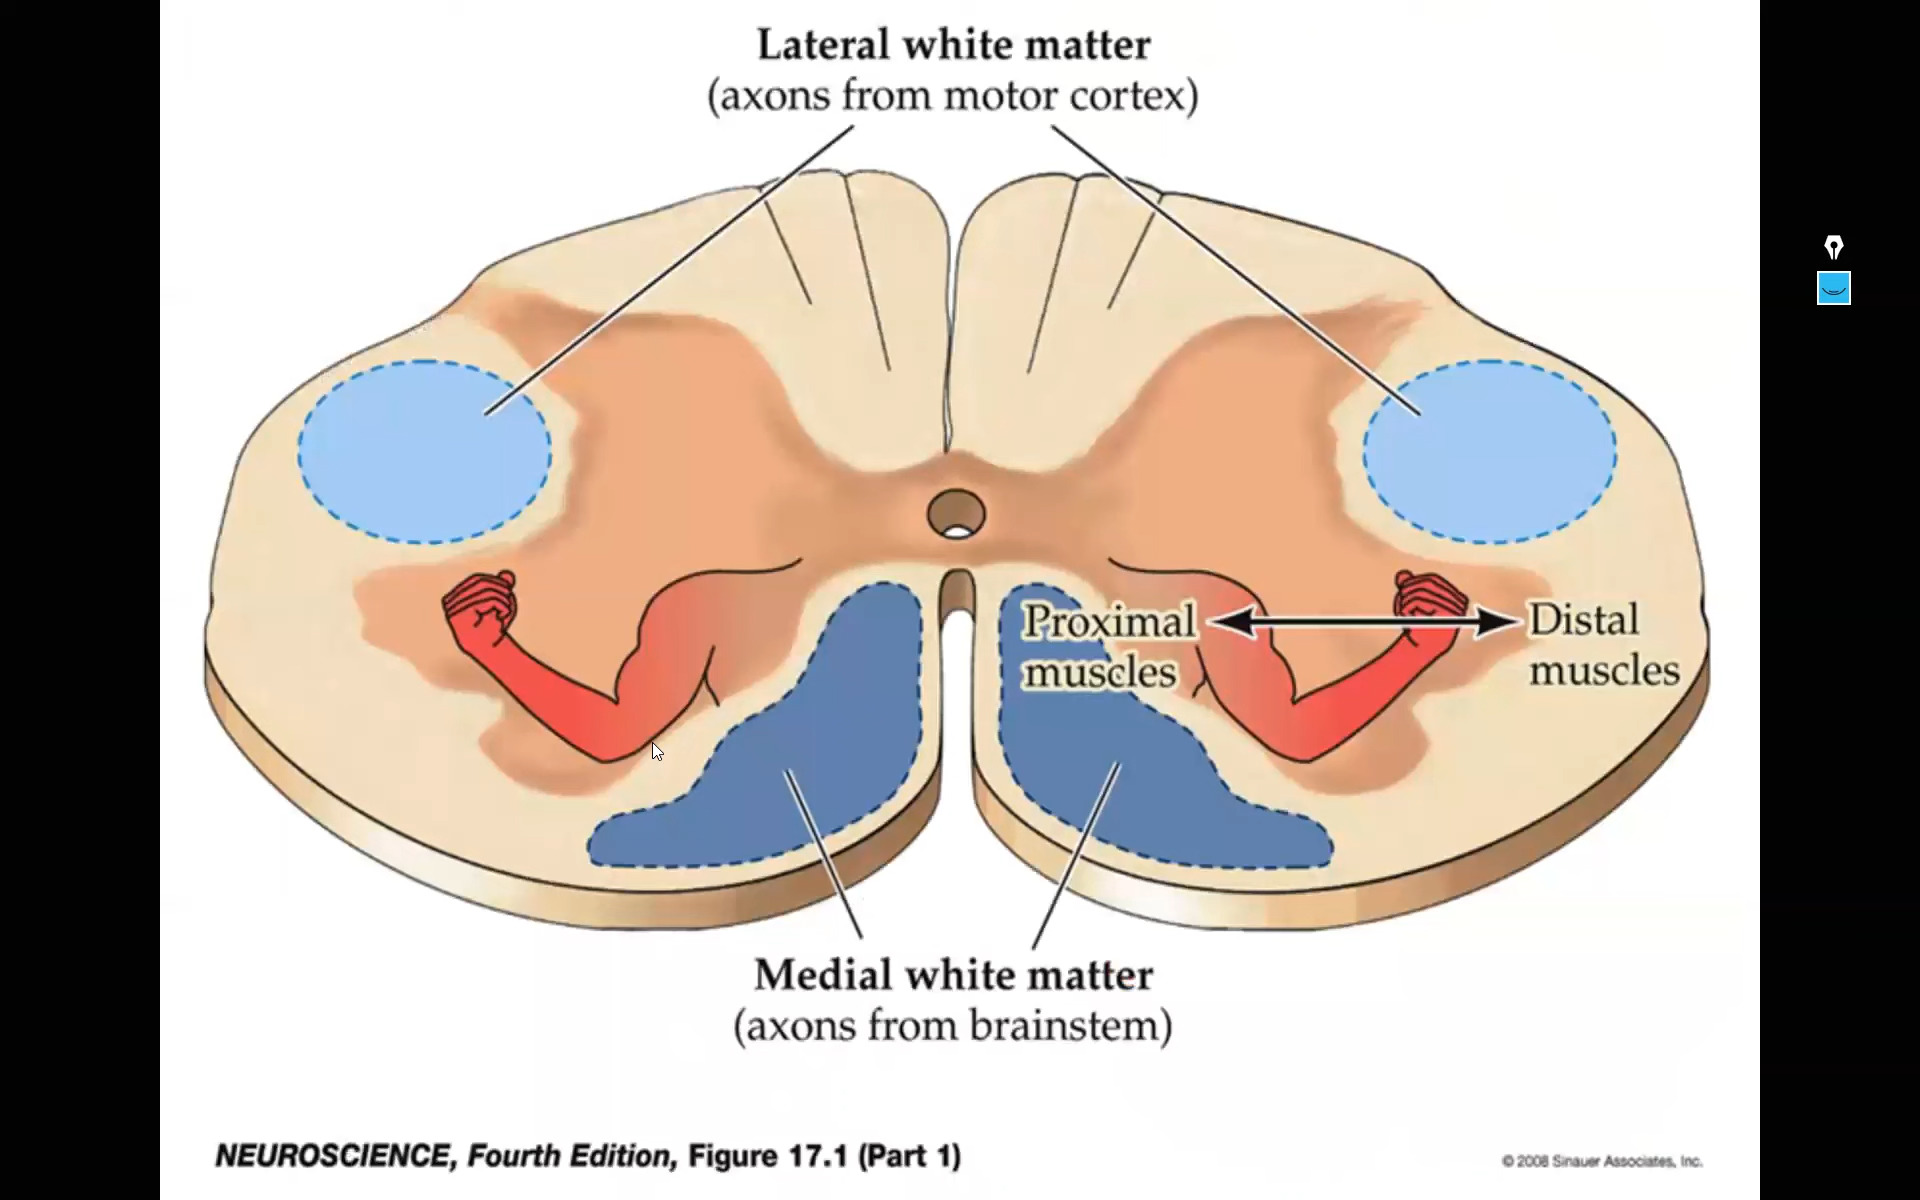 Lateral white matter
(axons from motor cortex)
Proximal
muscles
Distal
muscles
Medial white matter
(axons from brainstem)
NEUROSCIENCE, Fourth Edition, Figure 17.1 (Part 1)
© 2008 Sinauer Associates, Inc.